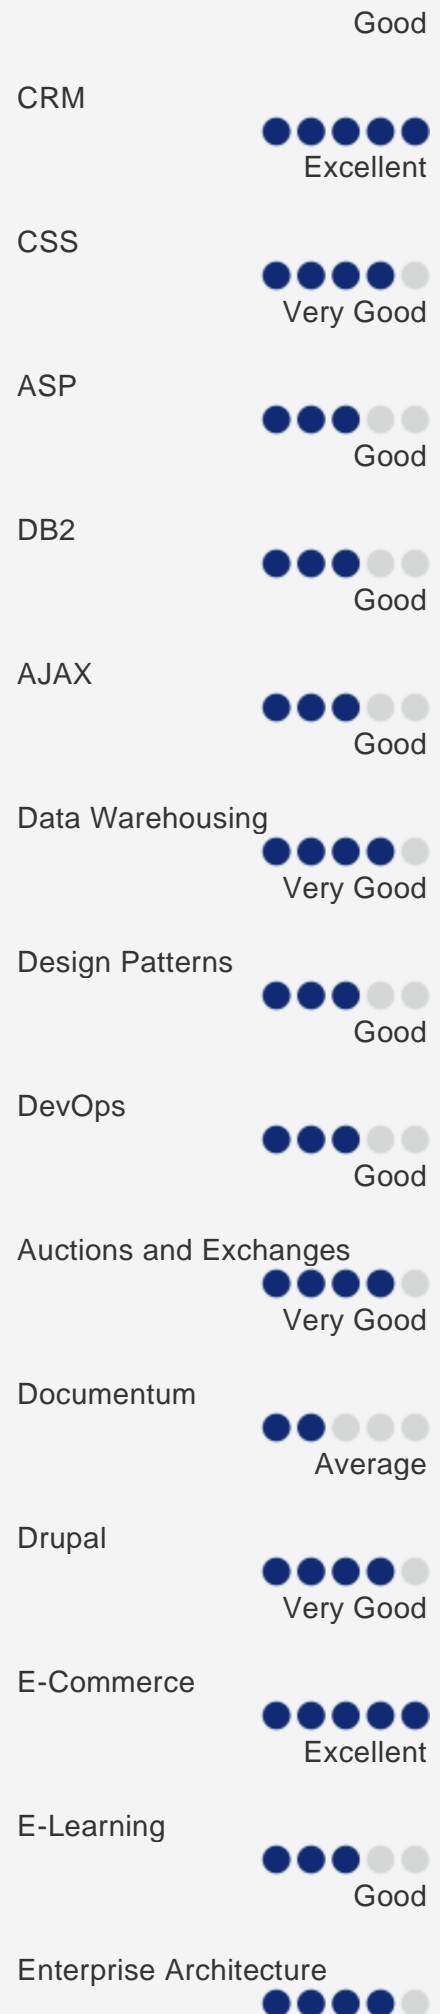 Good
CRM
Excellent
CSS
Very Good
ASP
Good
DB2
Good
AJAX
Good
Data Warehousing
Very Good
Design Patterns
Good
DevOps
Good
Auctions and Exchanges
Very Good
Documentum
Average
Drupal
Very Good
E-Commerce
Excellent
E-Learning
Good
Enterprise Architecture